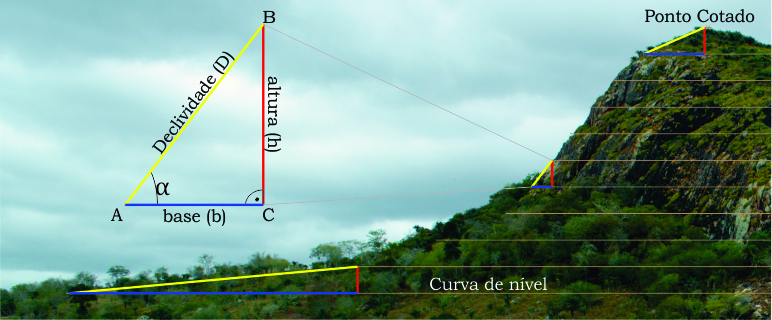 Ponto Cotado
B
Declividade (D)
altura (h)
α
A
base (b)
C
Curva de nível